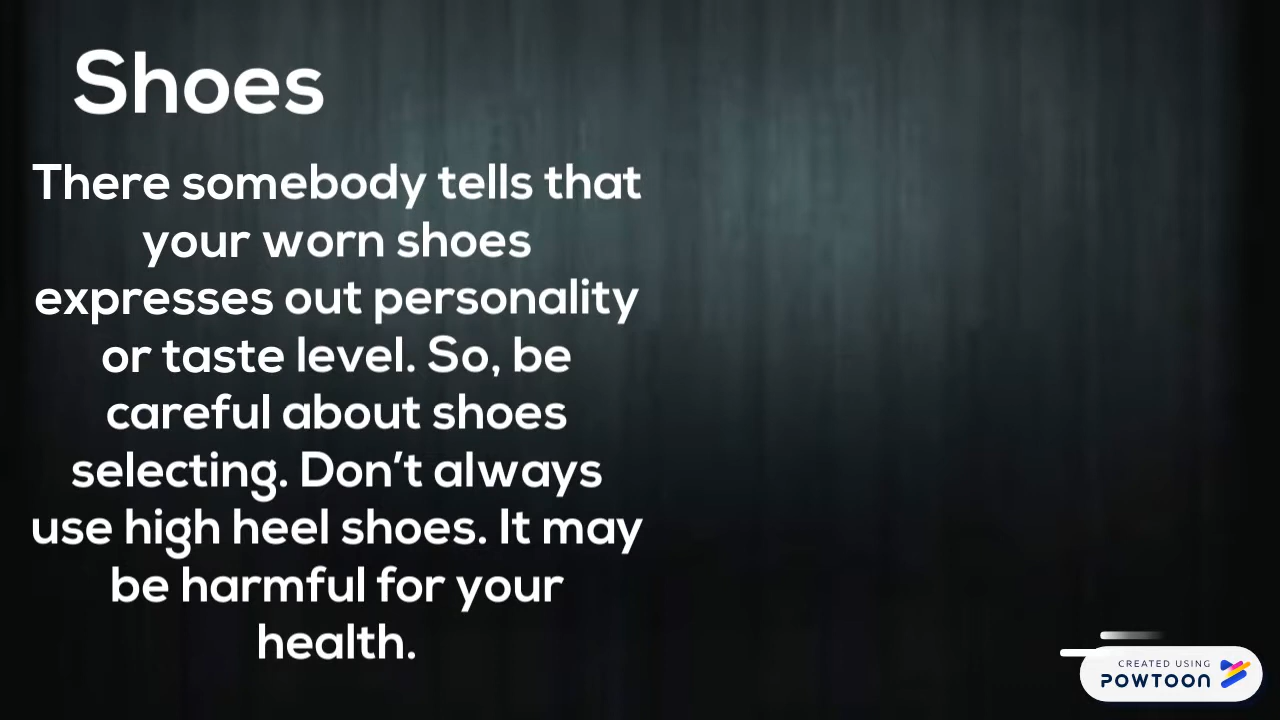 Shoes
There somebody tells that
your worn shoes
expresses out personality
or taste level. So, be
careful about shoes
selecting. Don’t always
use high heel shoes. It may
be harmful for your
health.
CREATED USING
POWTOON